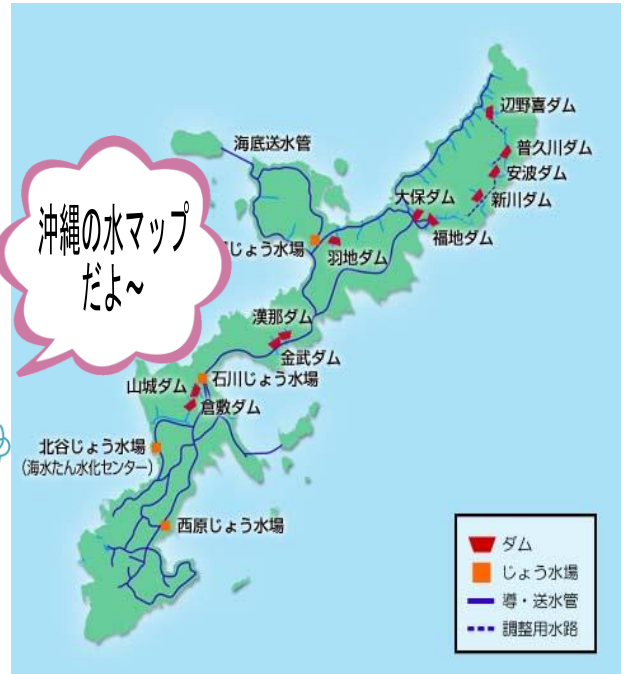 辺野喜ダム
普久川ダム
海底送水管
安波ダム
大保ダム
新川ダム
沖縄の水マップ
だよ~
福地ダム
じょう水場
羽地ダム
漢那ダム
金武ダム
石川じょう水場
山城ダム
倉敷ダム
北谷じょう水場
(海水たん水化センター)
西原じょう水場
ダム
じょう水場
導・送水管
調整用水路